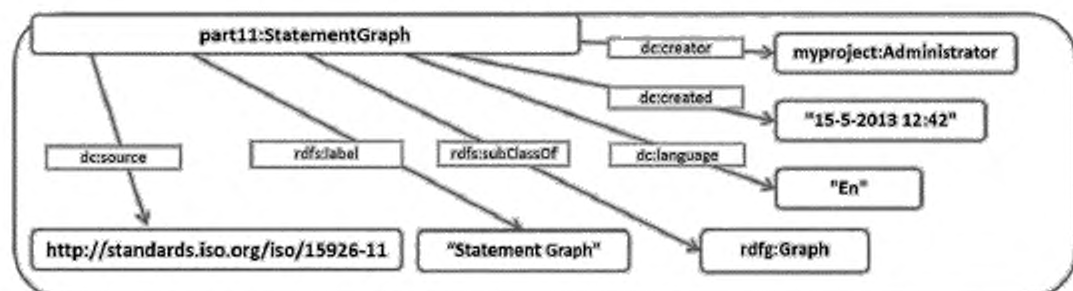 part11:StatementGraph
dc:creator
myproject:Administrator
dc:created
"15-5-2013 12:42"
dc:source
rdfs:label
rdfs:subClassOf
dc:language
"En"
http://standards.iso.org/iso/15926-11
"Statement Graph"
rdfg:Graph